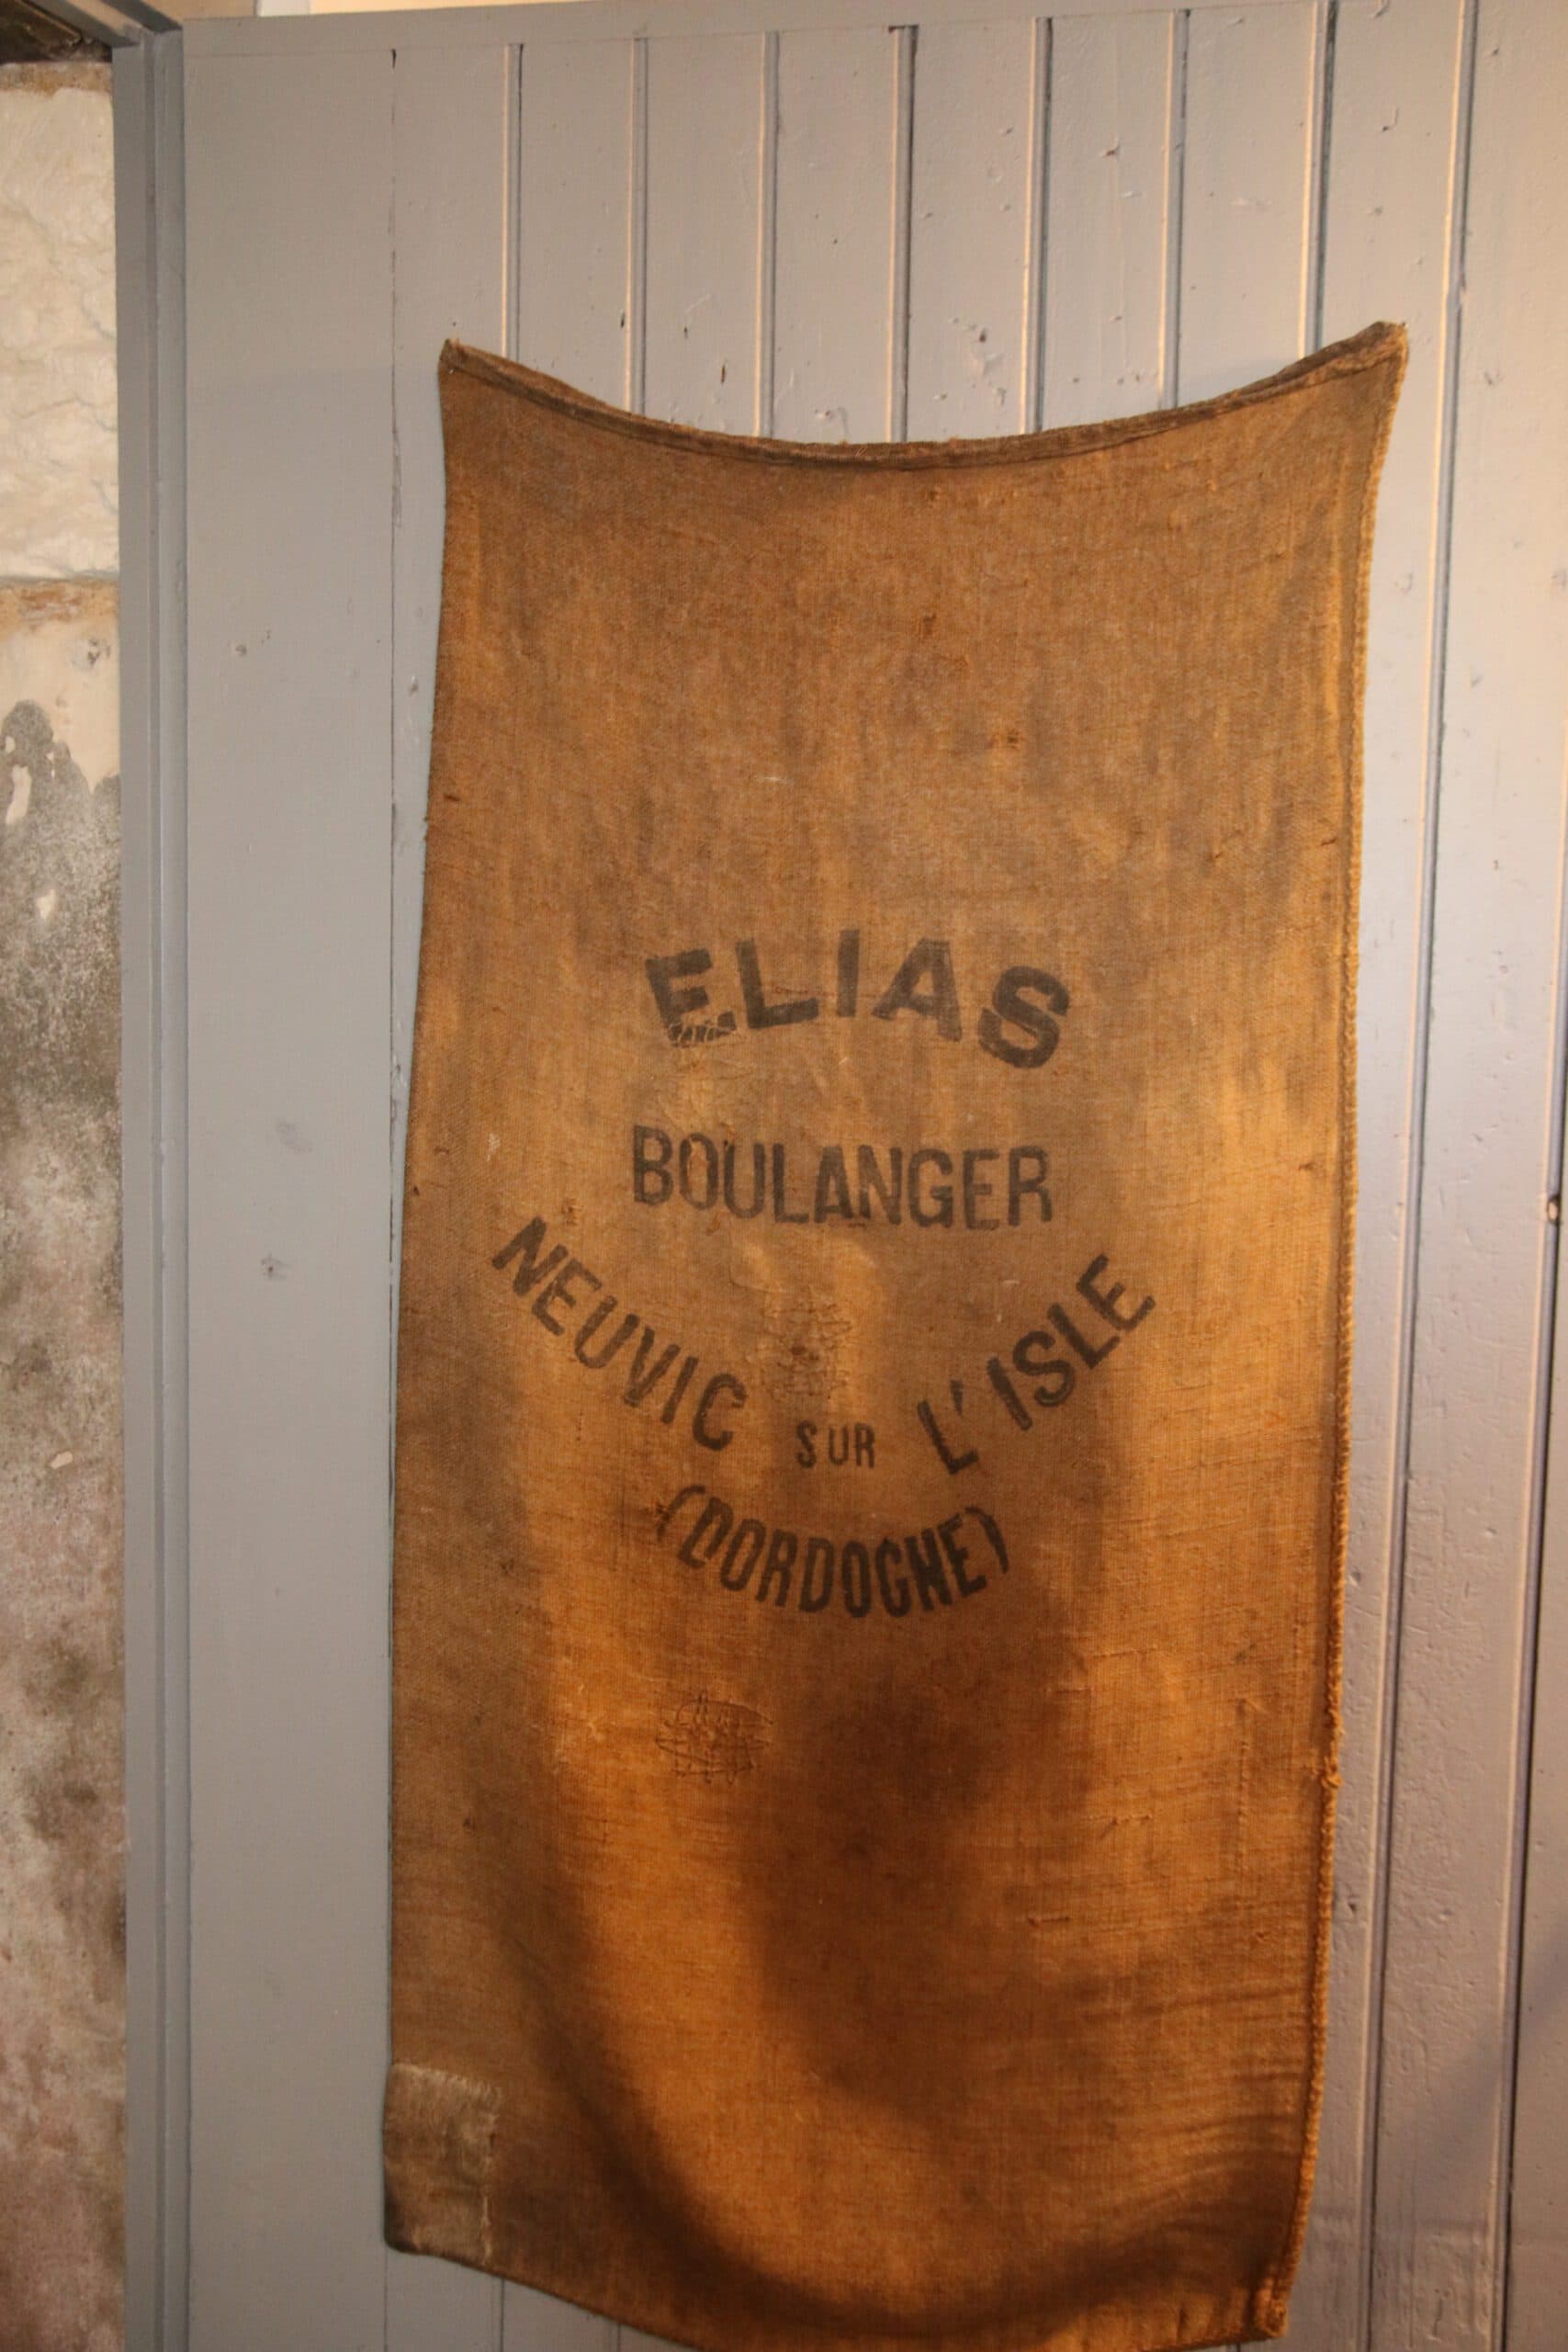 ELIAS
BOULANGER
NEUVIC SUR L'ISLE
(DORDOGNE)